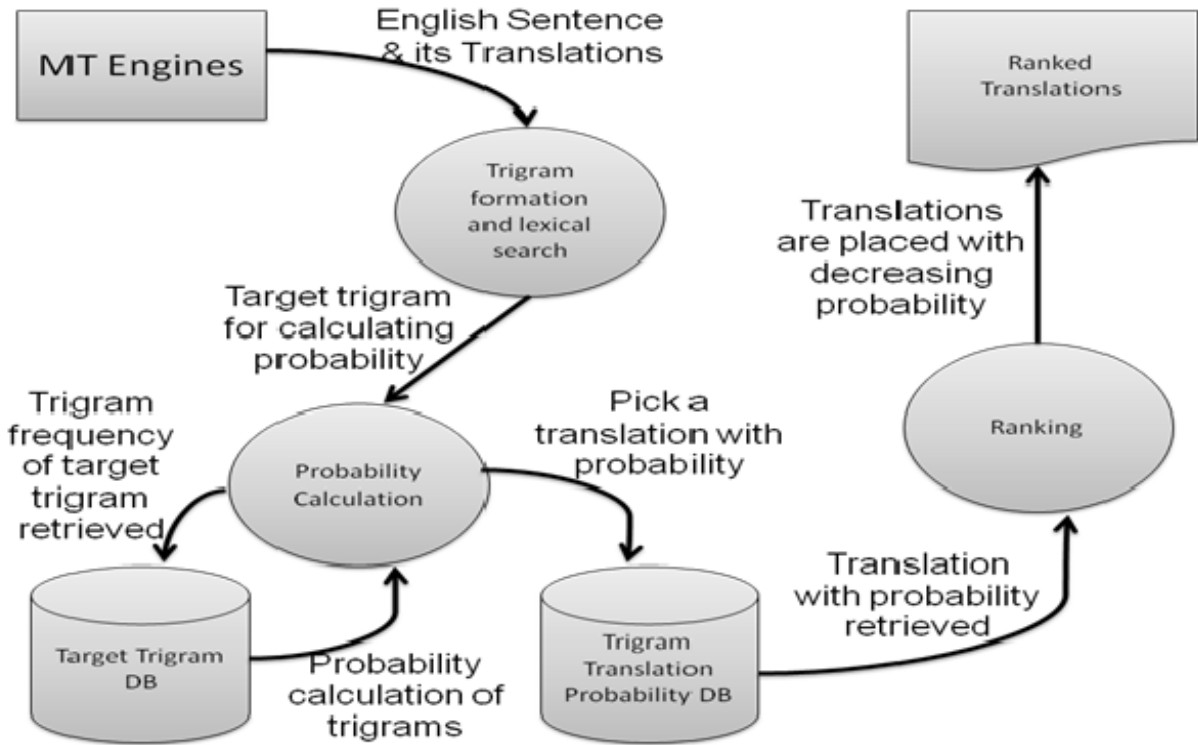 MT Engines
English Sentence
& its Translations
Ranked
Translations
Trigram
formation
and lexical
search
Translations
are placed with
decreasing
probability
Target trigram
for calculating
probability
Trigram
frequency
of target
trigram
retrieved
Probability
Calculation
Pick a
translation with
probability
Ranking
Target Trigram
DB
Probability
calculation of
trigrams
Trigram
Translation
Probability DB
Translation
with probability
retrieved